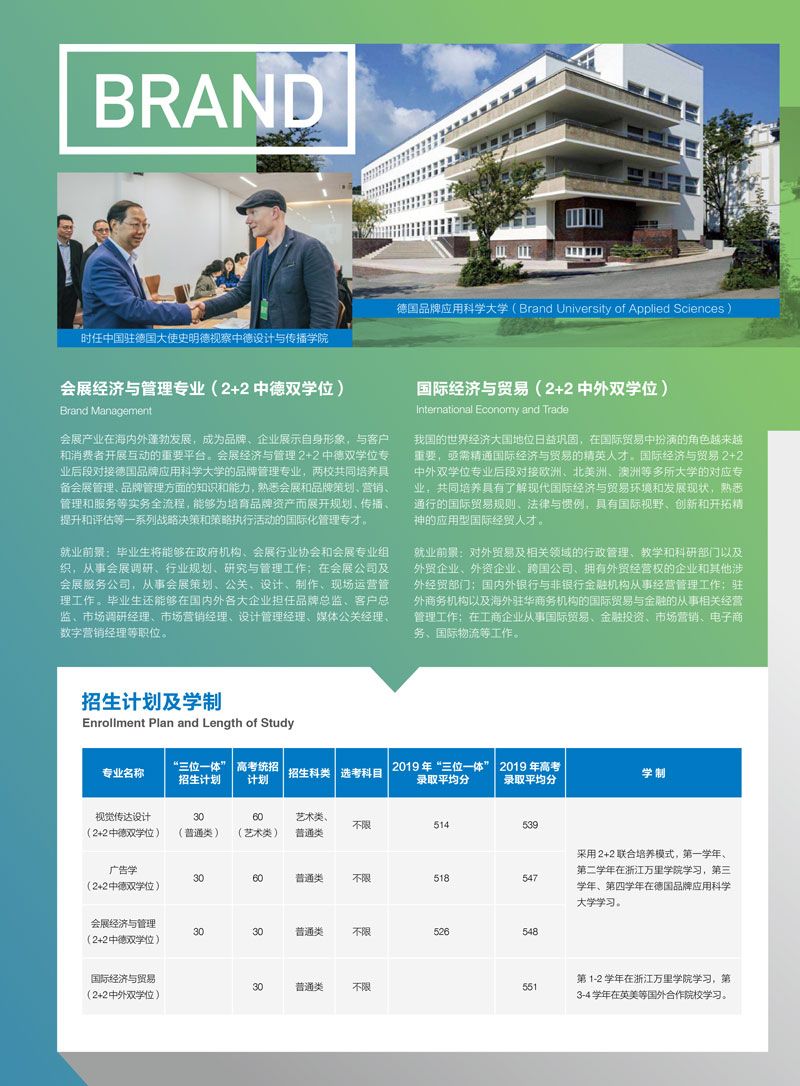 BRAND
德国品牌应用科学大学（Brand University of Applied Sciences）
时任中国驻德国大使史明德视察中德设计与传播学院
会展经济与管理专业（2+2 中德双学位）
Brand Management
会展产业在海内外蓬勃发展，成为品牌、企业展示自身形象，与客户
和消费者开展互动的重要平台。会展经济与管理 2+2 中德双学位专
业后段对接德国品牌应用科学大学的品牌管理专业，两校共同培养具
备会展管理、品牌管理方面的知识和能力，熟悉会展和品牌策划、营销、
管理和服务等实务全流程，能够为培育品牌资产而展开规划、传播、
提升和评估等一系列战略决策和策略执行活动的国际化管理专才。
就业前景：毕业生将能够在政府机构、会展行业协会和会展专业组
织，从事会展调研、行业规划、研究与管理工作；在会展公司及
会展服务公司，从事会展策划、公关、设计、制作、现场运营管
理工作。毕业生还能够在国内外各大企业担任品牌总监、客户总
监、市场调研经理、市场营销经理、设计管理经理、媒体公关经理、
数字营销经理等职位。
国际经济与贸易（2+2 中外双学位）
International Economy and Trade
我国的世界经济大国地位日益巩固，在国际贸易中扮演的角色越来越
重要，亟需精通国际经济与贸易的精英人才。国际经济与贸易 2+2
中外双学位专业后段对接欧洲、北美洲、澳洲等多所大学的对应专
业，共同培养具有了解现代国际经济与贸易环境和发展现状，熟悉
通行的国际贸易规则、法律与惯例，具有国际视野、创新和开拓精
神的应用型国际经贸人才。
就业前景：对外贸易及相关领域的行政管理、教学和科研部门以及
外贸企业、外资企业、跨国公司、拥有外贸经营权的企业和其他涉
外经贸部门；国内外银行与非银行金融机构从事经营管理工作；驻
外商务机构以及海外驻华商务机构的国际贸易与金融的从事相关经营
管理工作；在工商企业从事国际贸易、金融投资、市场营销、电子商
务、国际物流等工作。
招生计划及学制
Enrollment Plan and Length of Study
专业名称 “三位一体”招生计划 高考统招计划 招生科类 选考科目 2019 年“三位一体”录取平均分 2019 年高考录取平均分 学 制
视觉传达设计（2+2 中德双学位） 30（普通类） 60（艺术类） 艺术类、普通类 不限 514 539
广告学（2+2 中德双学位） 30 60 普通类 不限 518 547
会展经济与管理（2+2 中德双学位） 30 30 普通类 不限 526 548
采用 2+2 联合培养模式，第一学年、
第二学年在浙江万里学院学习，第三
学年、第四学年在德国品牌应用科学
大学学习。
国际经济与贸易（2+2 中外双学位） 30 普通类 不限 551
第 1-2 学年在浙江万里学院学习，第
3-4 学年在英美等国外合作院校学习。